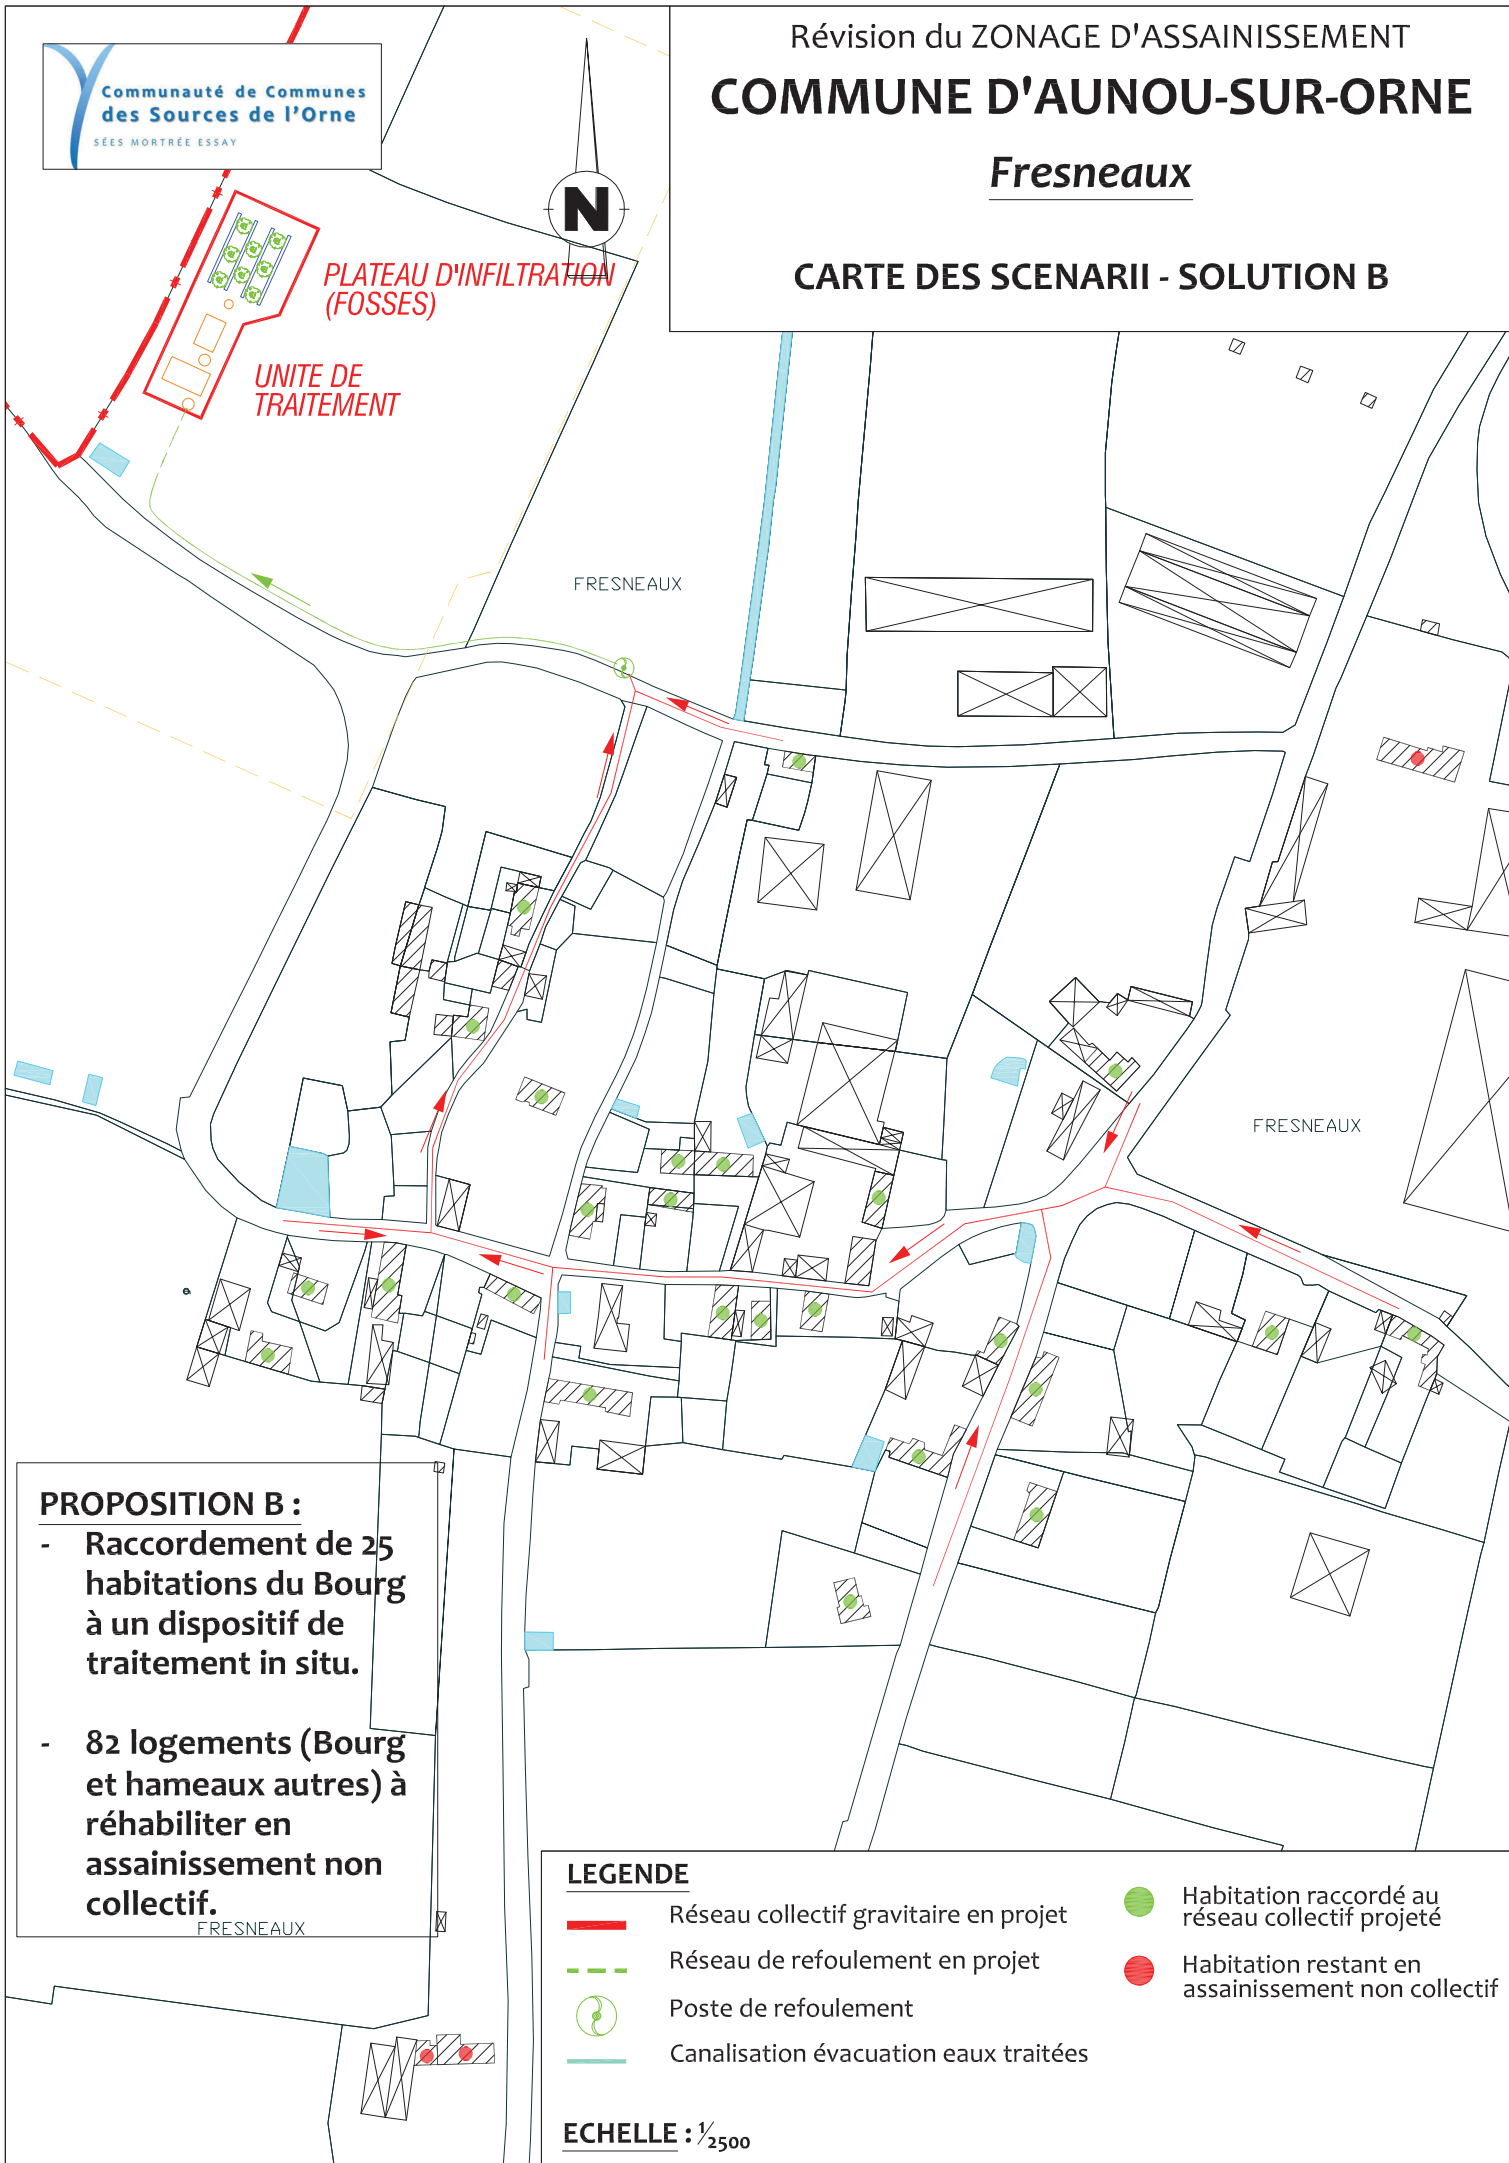 Communauté de Communes
des Sources de l'Orne
SÉES MORTRÉE ESSAY
N
Révision du ZONAGE D'ASSAINISSEMENT
COMMUNE D'AUNOU-SUR-ORNE
Fresneaux
CARTE DES SCENARII - SOLUTION B
PLATEAU D'INFILTRATION
(FOSSES)
UNITE DE
TRAITEMENT
FRESNEAUX
FRESNEAUX
PROPOSITION B :
- Raccordement de 25
habitations du Bourg
à un dispositif de
traitement in situ.
- 82 logements (Bourg
et hameaux autres) à
réhabiliter en
assainissement non
collectif.
FRESNEAUX
LEGENDE
Réseau collectif gravitaire en projet
Réseau de refoulement en projet
Poste de refoulement
Canalisation évacuation eaux traitées
Habitation raccordé au
réseau collectif projeté
Habitation restant en
assainissement non collectif
ECHELLE : 1/2500